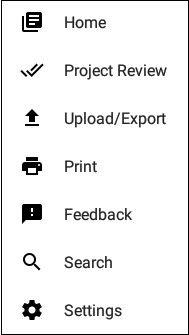 Home
Project Review
Upload/Export
Print
Feedback
Search
Settings